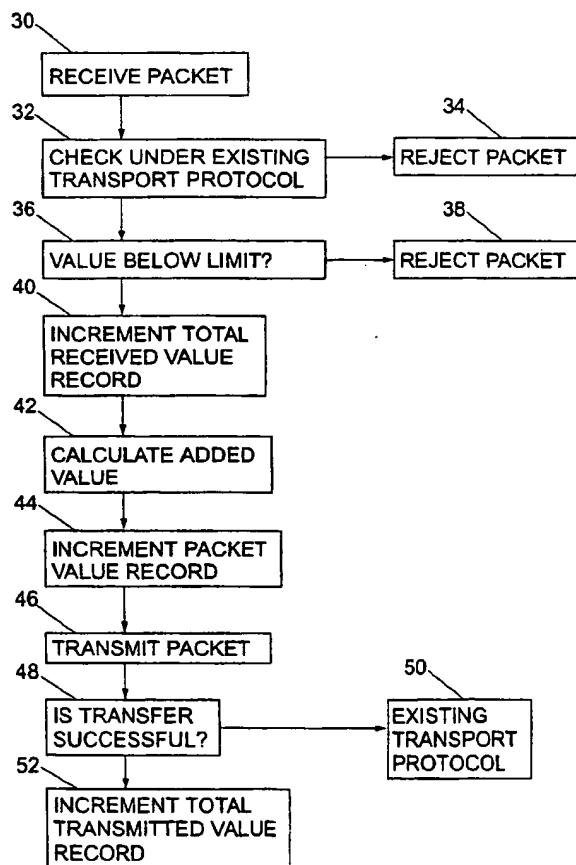 30
RECEIVE PACKET
32
CHECK UNDER EXISTING
TRANSPORT PROTOCOL
34
REJECT PACKET
36
VALUE BELOW LIMIT?
38
REJECT PACKET
40
INCREMENT TOTAL
RECEIVED VALUE
RECORD
42
CALCULATE ADDED
VALUE
44
INCREMENT PACKET
VALUE RECORD
46
TRANSMIT PACKET
48
IS TRANSFER
SUCCESSFUL?
50
EXISTING
TRANSPORT
PROTOCOL
52
INCREMENT TOTAL
TRANSMITTED VALUE
RECORD